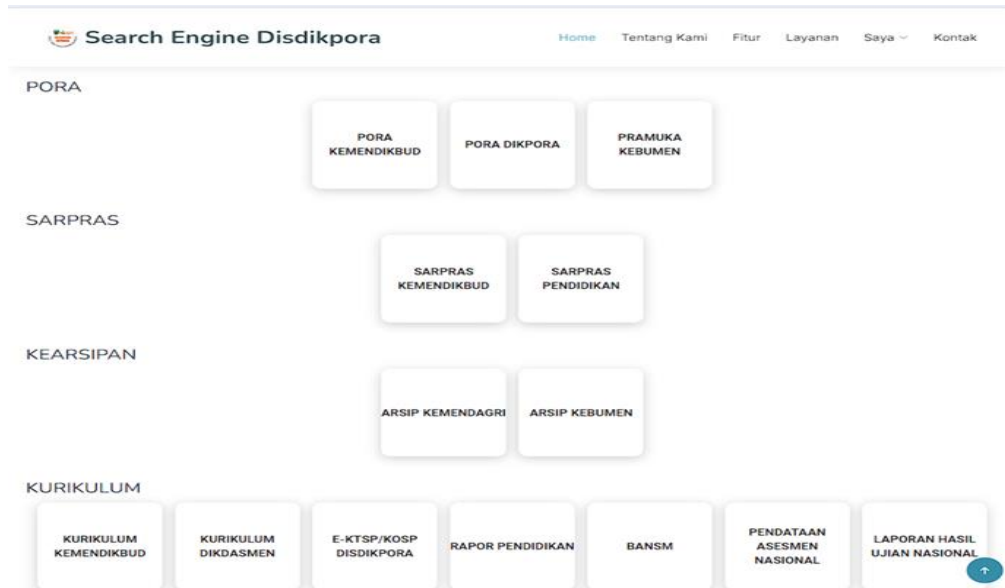 Search Engine Disdikpora
Home Tentang Kami Fitur Layanan Saya Kontak
PORA
PORA
KEMENDIKBUD
PORA DIKPORA
PRAMUKA
KEBUMEN
SARPRAS
SARPRAS
KEMENDIKBUD
SARPRAS
PENDIDIKAN
KEARSIPAN
ARSIP KEMENDAGRI
ARSIP KEBUMEN
KURIKULUM
KURIKULUM
KEMENDIKBUD
KURIKULUM
DIKDASMEN
E-KTSP/KOSP
DISDIKPORA
RAPOR PENDIDIKAN
BANSM
PENDATAAN
ASESMEN
NASIONAL
LAPORAN HASIL
UJIAN NASIONAL